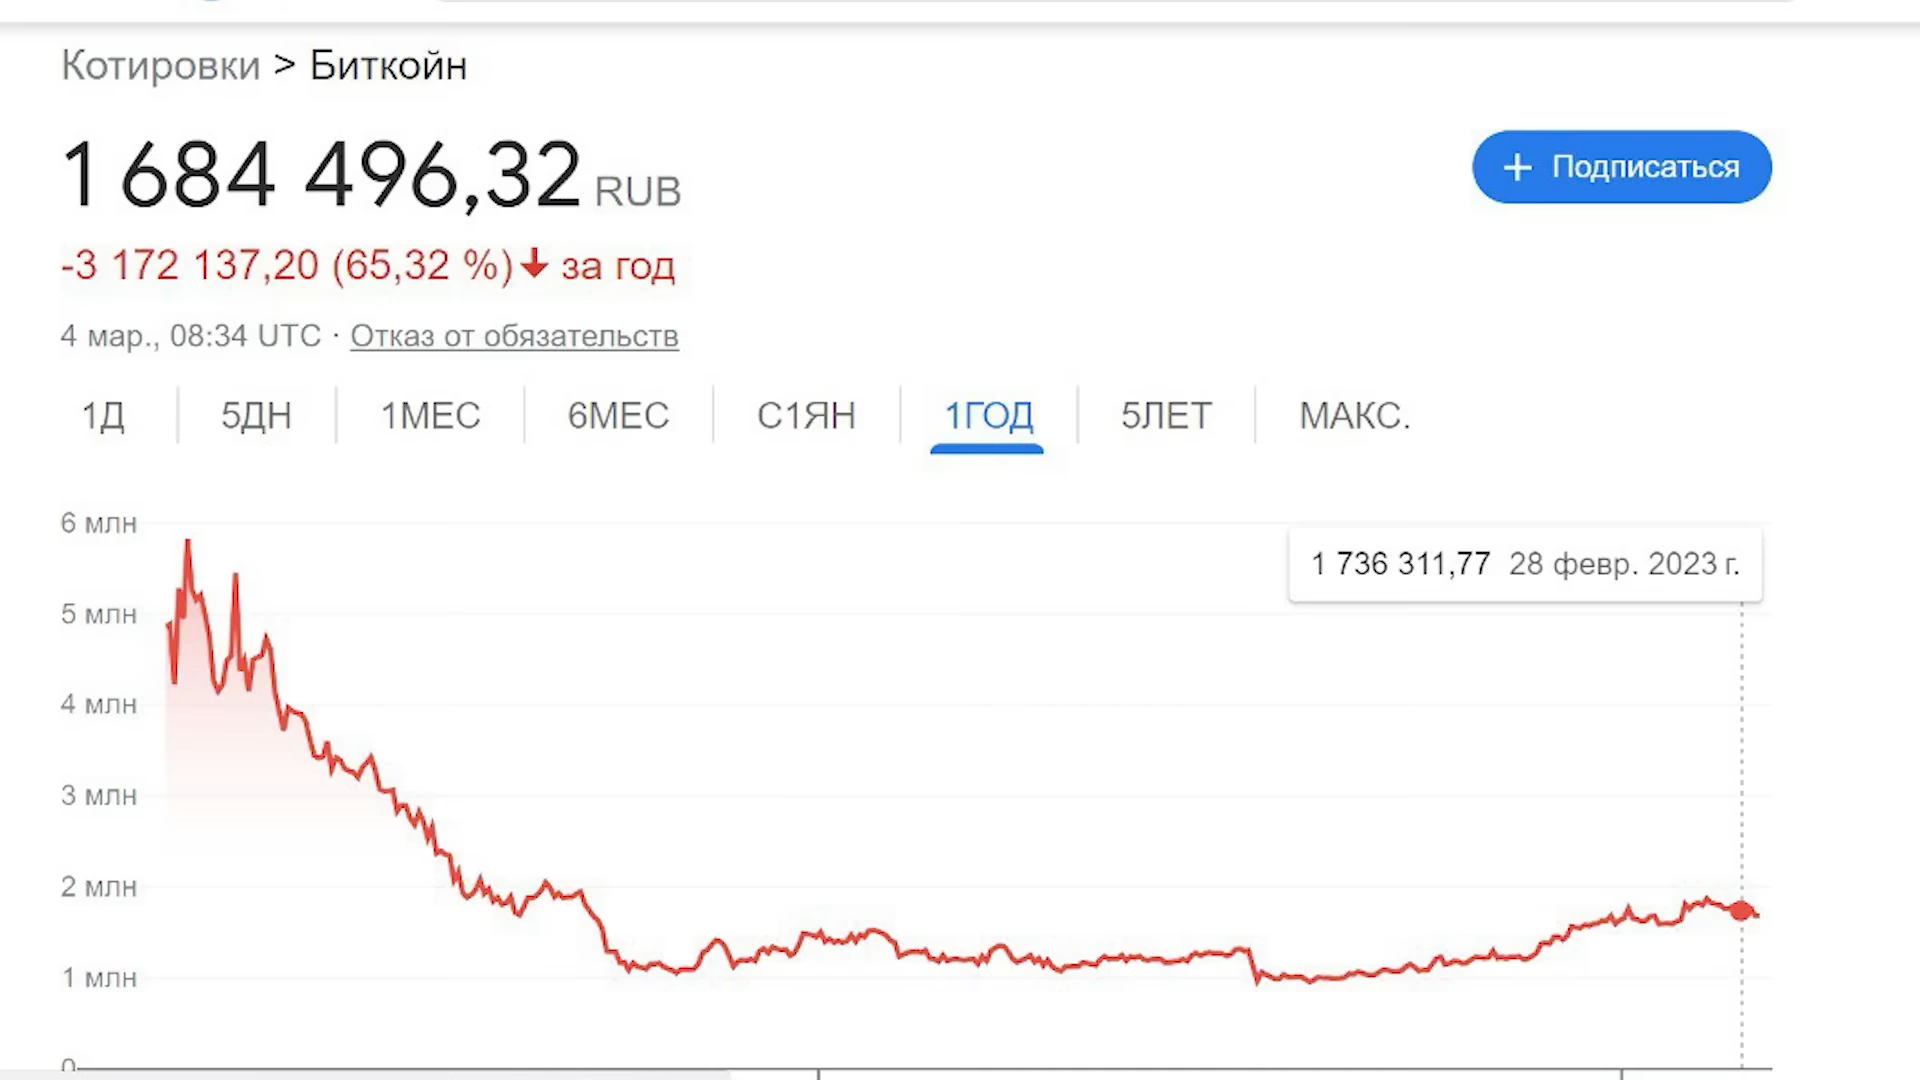 Котировки > Биткойн
1 684 496,32 RUB
+ Подписаться
-3 172 137,20 (65,32 %) ↓ за год
4 мар., 08:34 UTC · Отказ от обязательств
1Д 5ДН 1МЕС 6МЕС С1ЯН 1ГОД 5ЛЕТ МАКС.
6 млн
1 736 311,77 28 февр. 2023 г.
5 млн
4 млн
3 млн
2 млн
1 млн
0